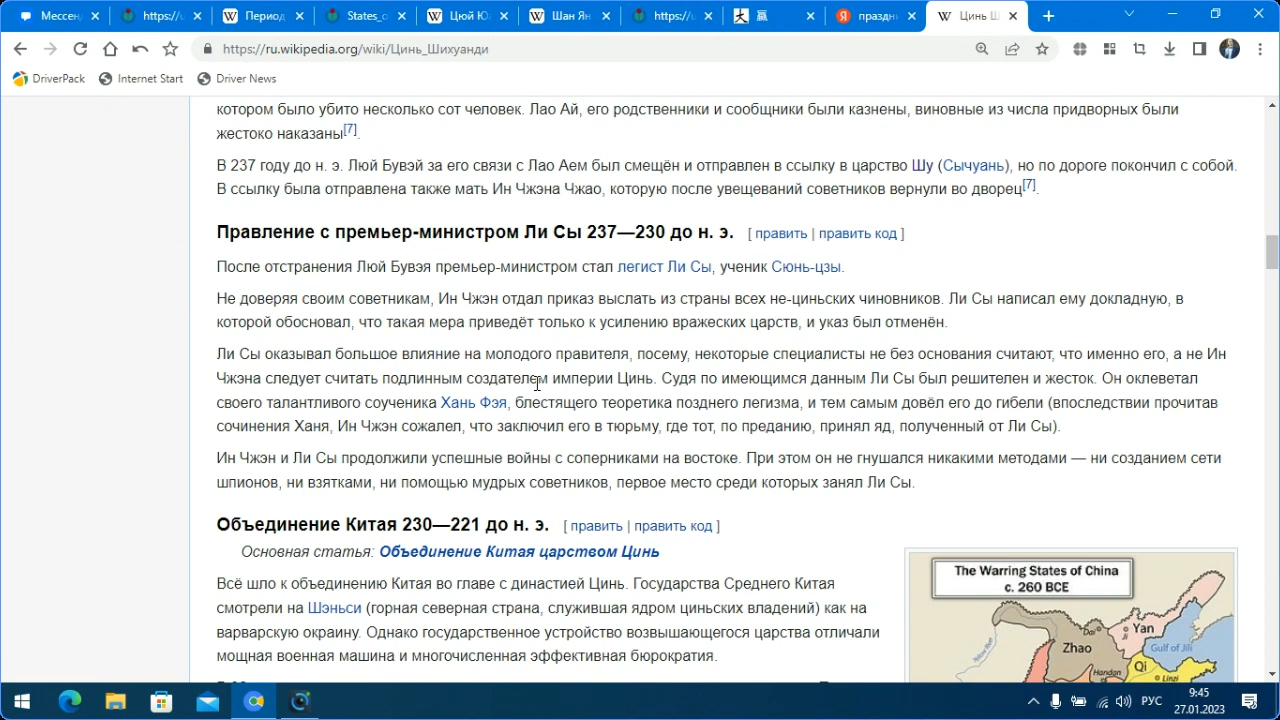 Мессен
https://
Период
States_o
Цюй Ю
Шан Ян
https://
праздн
Цинь Ш
https://ru.wikipedia.org/wiki/Цинь_Шихуанди
DriverPack
Internet Start
Driver News
котором было убито несколько сот человек. Лао Ай, его родственники и сообщники были казнены, виновные из числа придворных были
жестоко наказаны[7].
В 237 году до н. э. Люй Бувэй за его связи с Лао Аем был смещён и отправлен в ссылку в царство Шу (Сычуань), но по дороге покончил с собой.
В ссылку была отправлена также мать Ин Чжэна Чжао, которую после увещеваний советников вернули во дворец[7].
Правление с премьер-министром Ли Сы 237—230 до н. э. [ править | править код ]
После отстранения Люй Бувэя премьер-министром стал легист Ли Сы, ученик Сюнь-цзы.
Не доверяя своим советникам, Ин Чжэн отдал приказ выслать из страны всех не-циньских чиновников. Ли Сы написал ему докладную, в
которой обосновал, что такая мера приведёт только к усилению вражеских царств, и указ был отменён.
Ли Сы оказывал большое влияние на молодого правителя, посему, некоторые специалисты не без основания считают, что именно его, а не Ин
Чжэна следует считать подлинным создателем империи Цинь. Судя по имеющимся данным Ли Сы был решителен и жесток. Он оклеветал
своего талантливого соученика Хань Фэя, блестящего теоретика позднего легизма, и тем самым довёл его до гибели (впоследствии прочитав
сочинения Ханя, Ин Чжэн сожалел, что заключил его в тюрьму, где тот, по преданию, принял яд, полученный от Ли Сы).
Ин Чжэн и Ли Сы продолжили успешные войны с соперниками на востоке. При этом он не гнушался никакими методами — ни созданием сети
шпионов, ни взятками, ни помощью мудрых советников, первое место среди которых занял Ли Сы.
Объединение Китая 230—221 до н. э. [ править | править код ]
Основная статья: Объединение Китая царством Цинь
Всё шло к объединению Китая во главе с династией Цинь. Государства Среднего Китая
смотрели на Шэньси (горная северная страна, служившая ядром циньских владений) как на
варварскую окраину. Однако государственное устройство возвышающегося царства отличали
мощная военная машина и многочисленная эффективная бюрократия.
The Warring States of China
c. 260 BCE
Dai
Yan
Ji
Zhao
Gulf of Jili
Qi
Handan
Linzi
РУС
9:45
27.01.2023